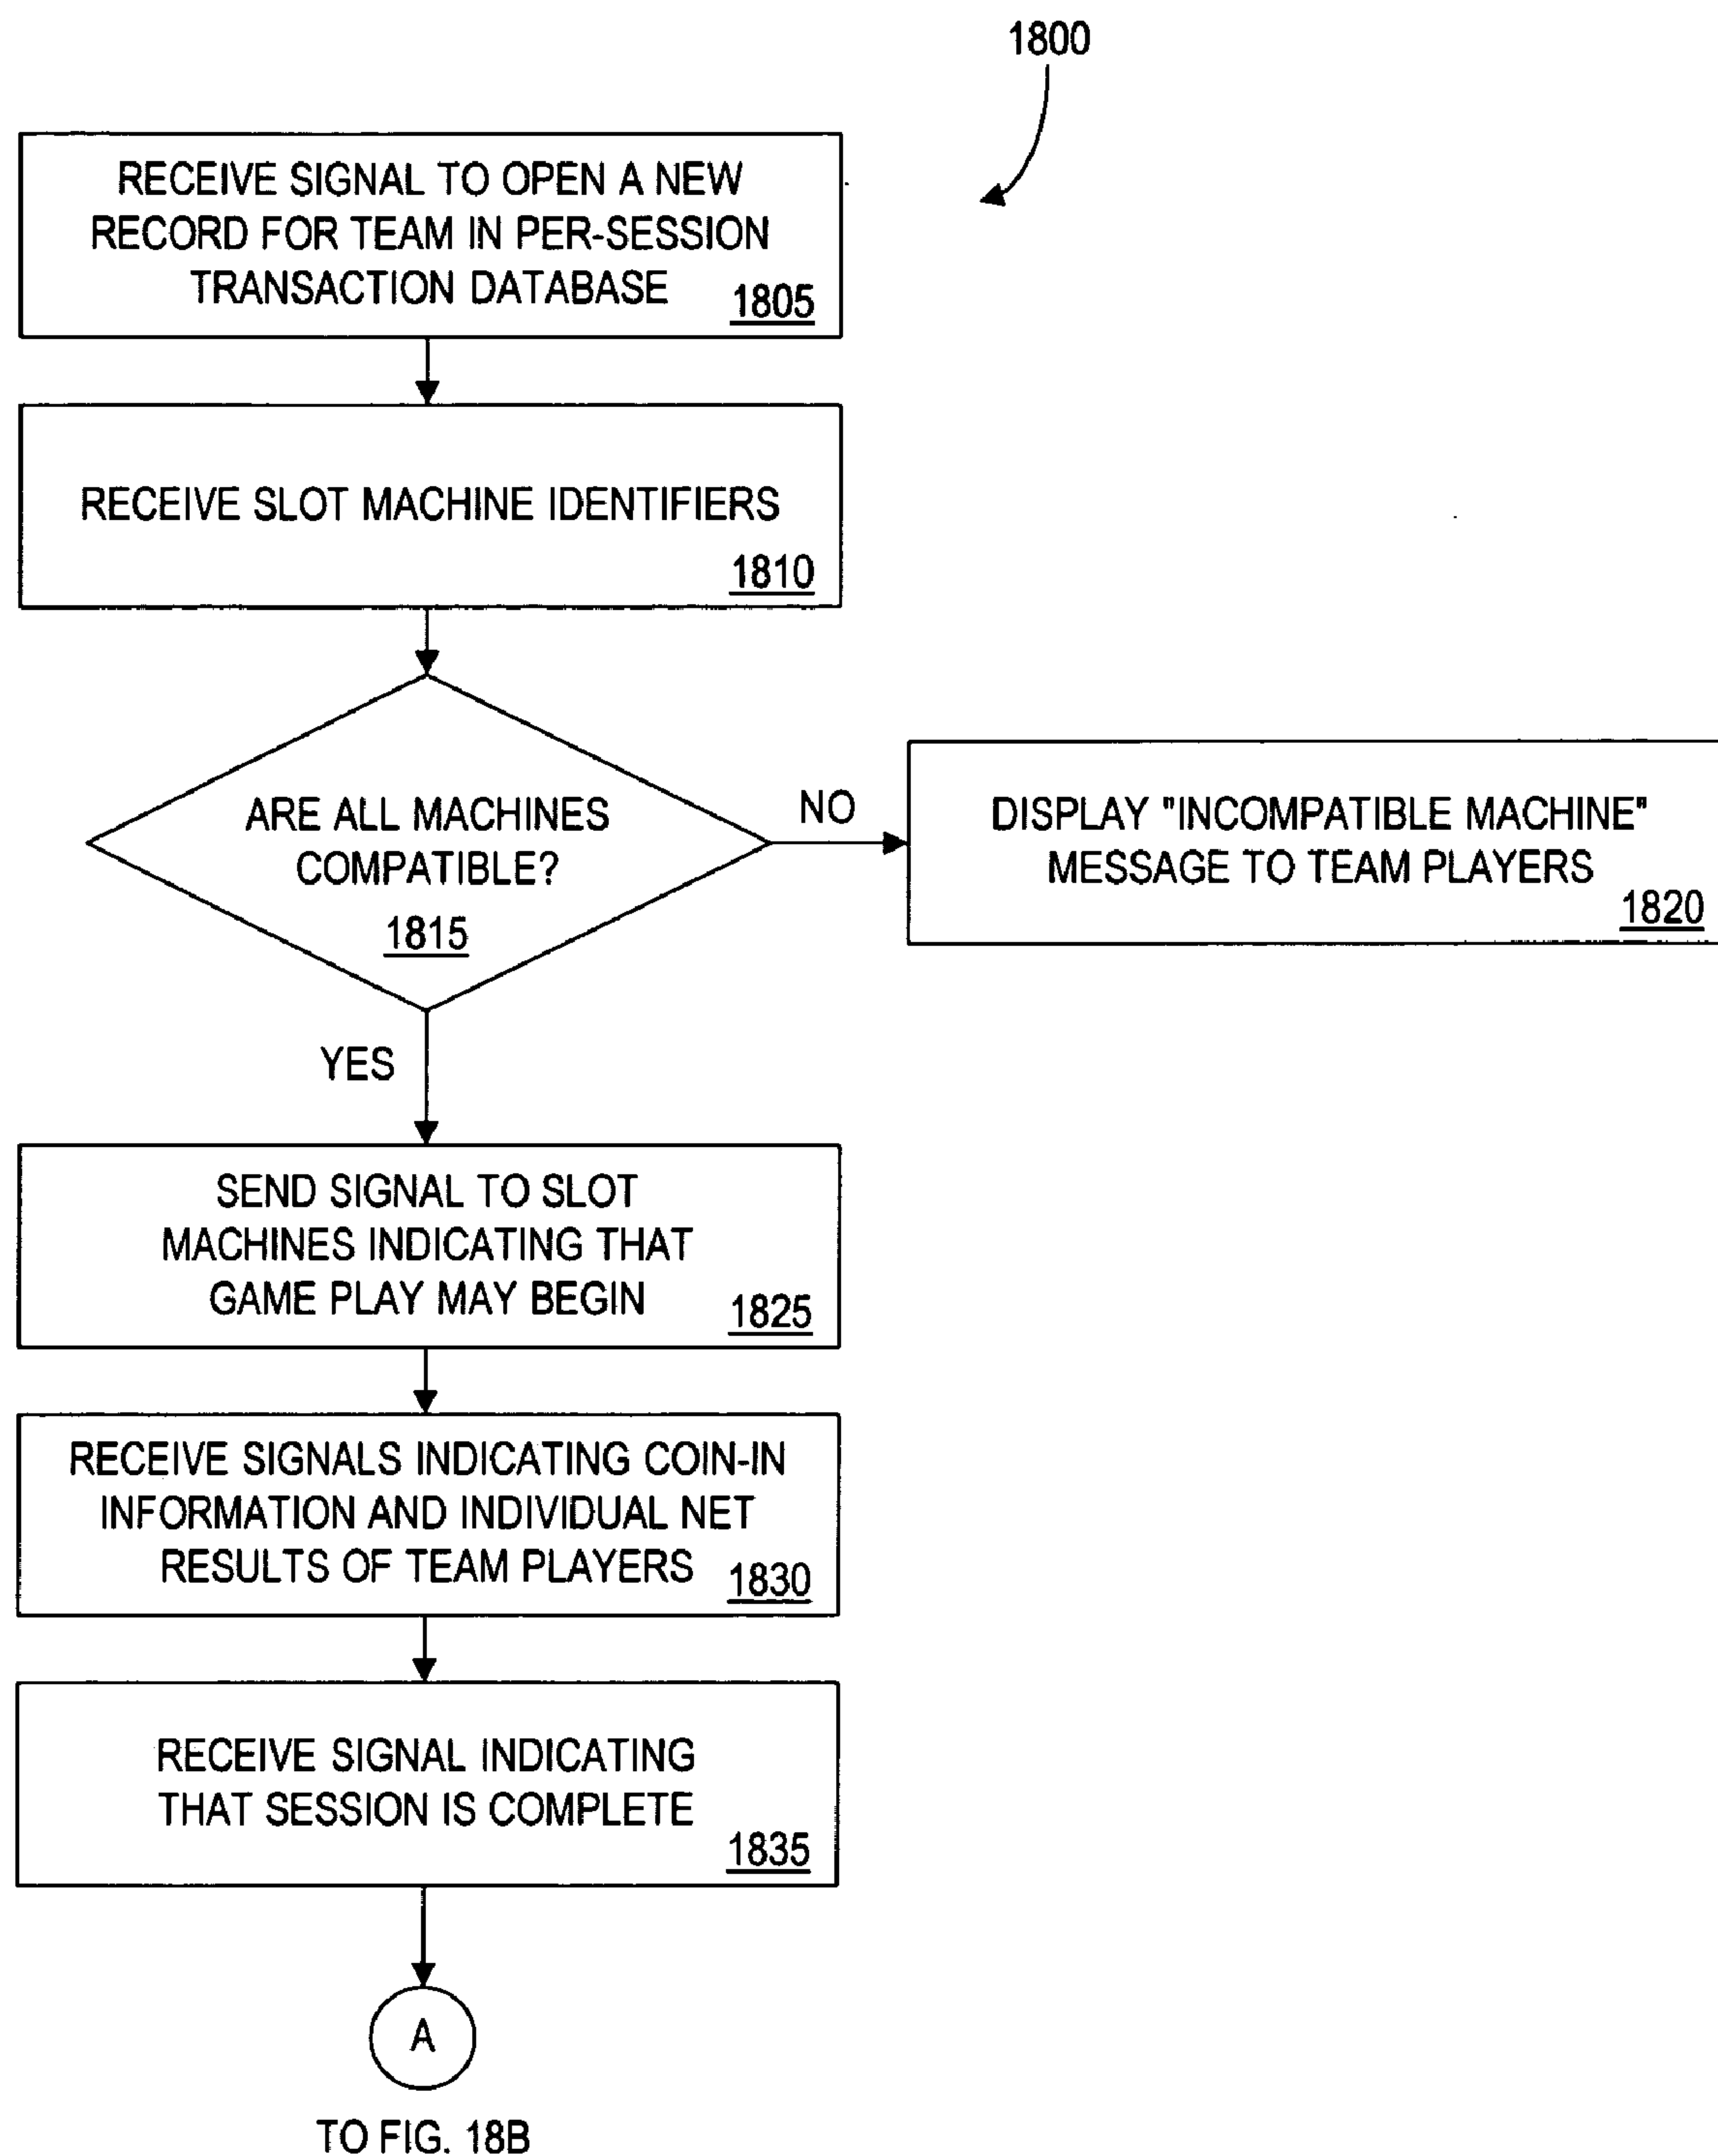 1800
RECEIVE SIGNAL TO OPEN A NEW
RECORD FOR TEAM IN PER-SESSION
TRANSACTION DATABASE
1805
RECEIVE SLOT MACHINE IDENTIFIERS
1810
ARE ALL MACHINES
COMPATIBLE?
1815
NO
DISPLAY "INCOMPATIBLE MACHINE"
MESSAGE TO TEAM PLAYERS
1820
YES
SEND SIGNAL TO SLOT
MACHINES INDICATING THAT
GAME PLAY MAY BEGIN
1825
RECEIVE SIGNALS INDICATING COIN-IN
INFORMATION AND INDIVIDUAL NET
RESULTS OF TEAM PLAYERS
1830
RECEIVE SIGNAL INDICATING
THAT SESSION IS COMPLETE
1835
A
TO FIG. 18B